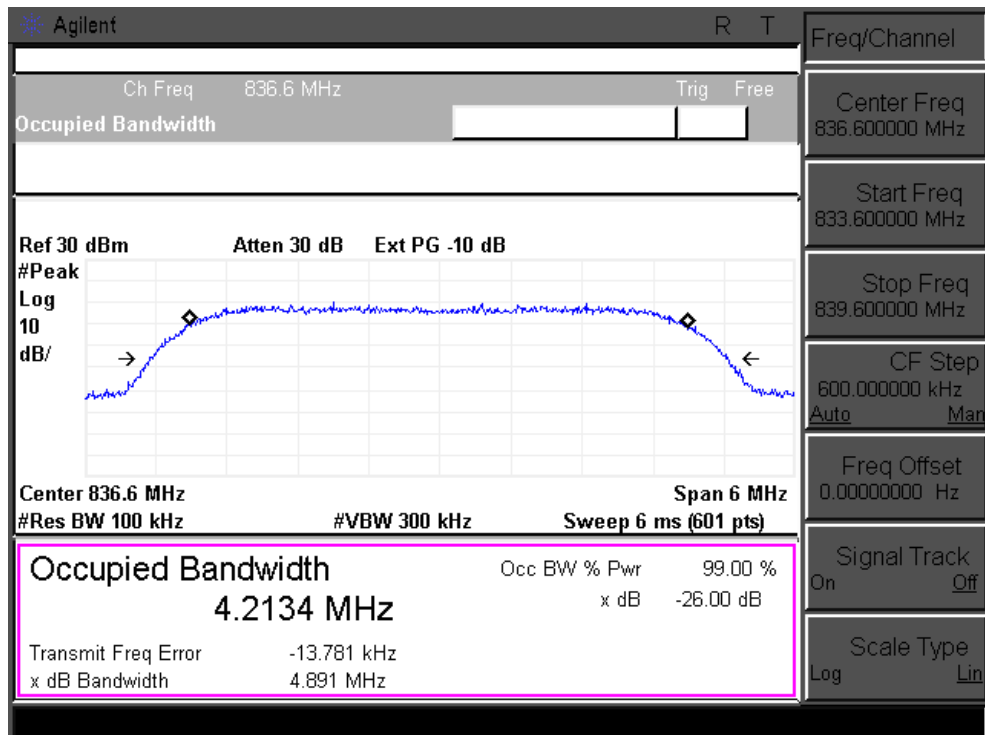 Agilent R T
Ch Freq 836.6 MHz Trig Free
Occupied Bandwidth
Ref 30 dBm Atten 30 dB Ext PG -10 dB
#Peak
Log
10
dB/
Center 836.6 MHz Span 6 MHz
#Res BW 100 kHz #VBW 300 kHz Sweep 6 ms (601 pts)
Occupied Bandwidth
4.2134 MHz
Occ BW % Pwr 99.00 %
x dB -26.00 dB
Transmit Freq Error -13.781 kHz
x dB Bandwidth 4.891 MHz
Freq/Channel
Center Freq
836.600000 MHz
Start Freq
833.600000 MHz
Stop Freq
839.600000 MHz
CF Step
600.000000 kHz
Auto Man
Freq Offset
0.00000000 Hz
Signal Track
On Off
Scale Type
Log Lin